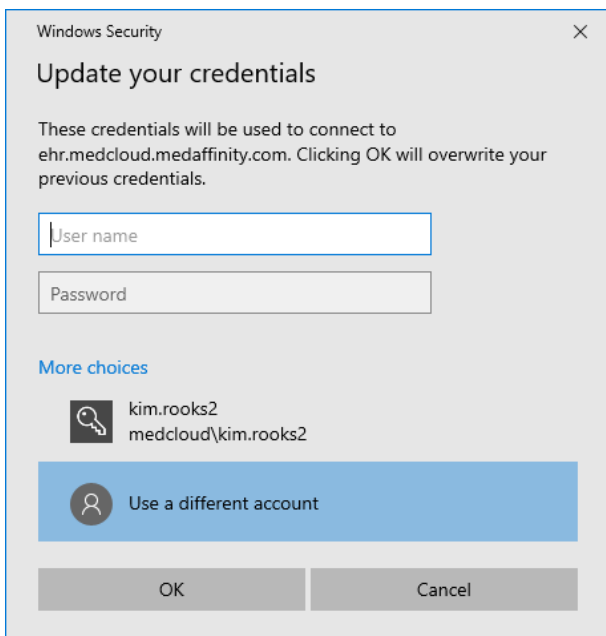 Windows Security
Update your credentials
These credentials will be used to connect to
ehr.medcloud.medaffinity.com. Clicking OK will overwrite your
previous credentials.
User name
Password
More choices
kim.rooks2
medcloud\kim.rooks2
Use a different account
OK
Cancel